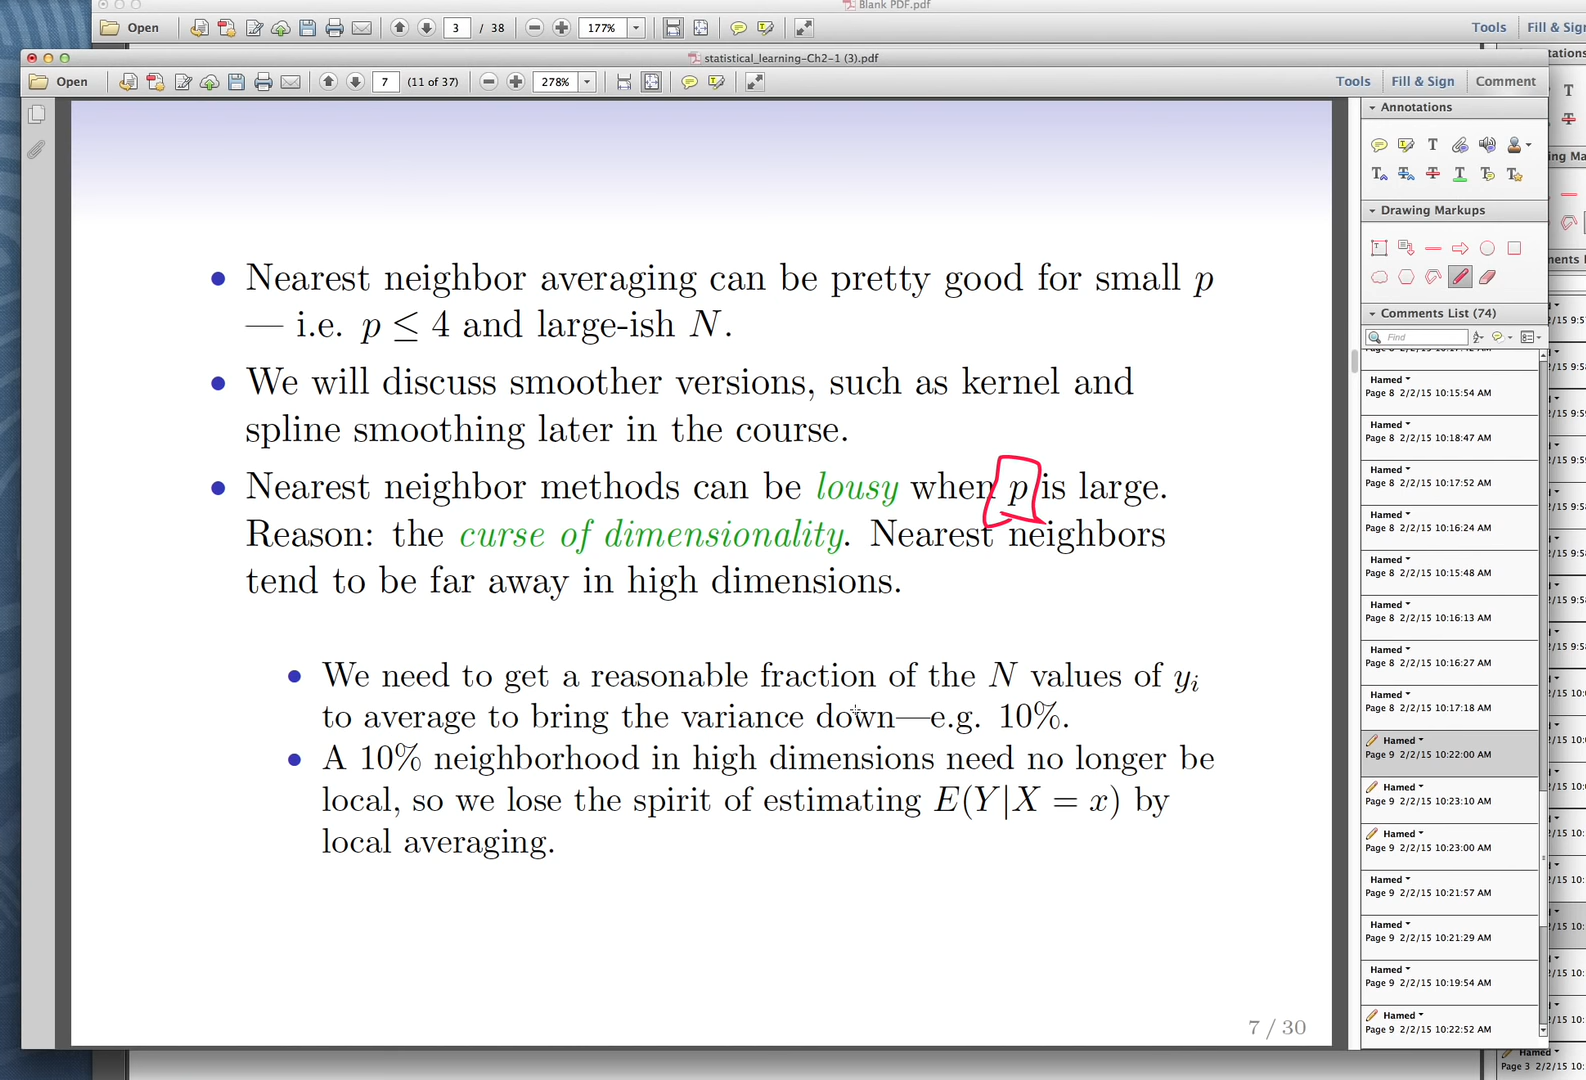 Blank PDF.pdf
Open
3 / 38
177%
Tools
Fill & Sig
statistical_learning-Ch2-1 (3).pdf
Open
7 (11 of 37)
278%
Tools
Fill & Sign
Comment
• Nearest neighbor averaging can be pretty good for small p
— i.e. p ≤ 4 and large-ish N.
• We will discuss smoother versions, such as kernel and
spline smoothing later in the course.
• Nearest neighbor methods can be lousy when p is large.
Reason: the curse of dimensionality. Nearest neighbors
tend to be far away in high dimensions.
• We need to get a reasonable fraction of the N values of yᵢ
to average to bring the variance down—e.g. 10%.
• A 10% neighborhood in high dimensions need no longer be
local, so we lose the spirit of estimating E(Y|X = x) by
local averaging.
7 / 30
Annotations
Drawing Markups
Comments List (74)
Find
Hamed
Page 8 2/2/15 10:15:54 AM
Hamed
Page 8 2/2/15 10:18:47 AM
Hamed
Page 8 2/2/15 10:17:52 AM
Hamed
Page 8 2/2/15 10:16:24 AM
Hamed
Page 8 2/2/15 10:15:48 AM
Hamed
Page 8 2/2/15 10:16:13 AM
Hamed
Page 8 2/2/15 10:16:27 AM
Hamed
Page 8 2/2/15 10:17:18 AM
Hamed
Page 9 2/2/15 10:22:00 AM
Hamed
Page 9 2/2/15 10:23:10 AM
Hamed
Page 9 2/2/15 10:23:00 AM
Hamed
Page 9 2/2/15 10:21:57 AM
Hamed
Page 9 2/2/15 10:21:29 AM
Hamed
Page 9 2/2/15 10:19:54 AM
Hamed
Page 9 2/2/15 10:22:52 AM
Hamed
Page 3 2/2/15 10: